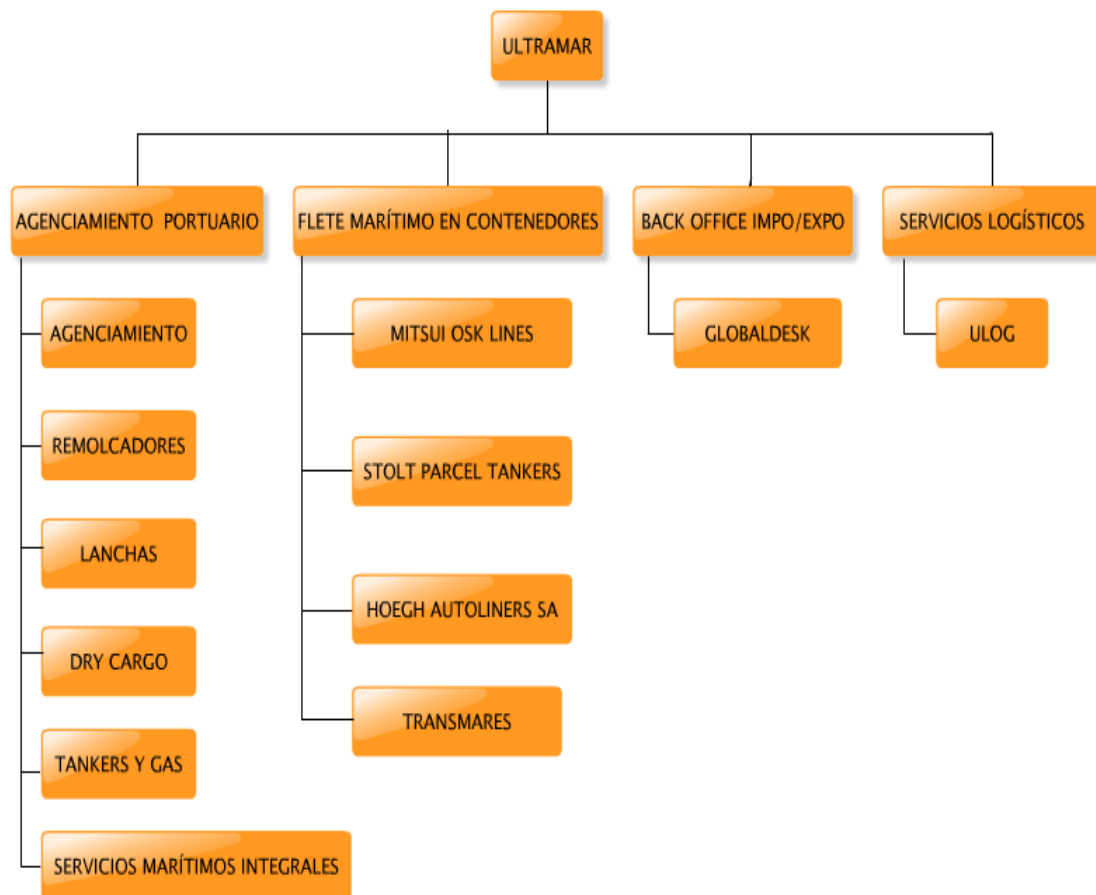 ULTRAMAR
AGENCIAMIENTO PORTUARIO
FLETE MARÍTIMO EN CONTENEDORES
BACK OFFICE IMPO/EXPO
SERVICIOS LOGÍSTICOS
AGENCIAMIENTO
REMOLCADORES
LANCHAS
DRY CARGO
TANKERS Y GAS
SERVICIOS MARÍTIMOS INTEGRALES
MITSUI OSK LINES
STOLT PARCEL TANKERS
HOEGH AUTOLINERS SA
TRANSMARES
GLOBALDESK
ULOG